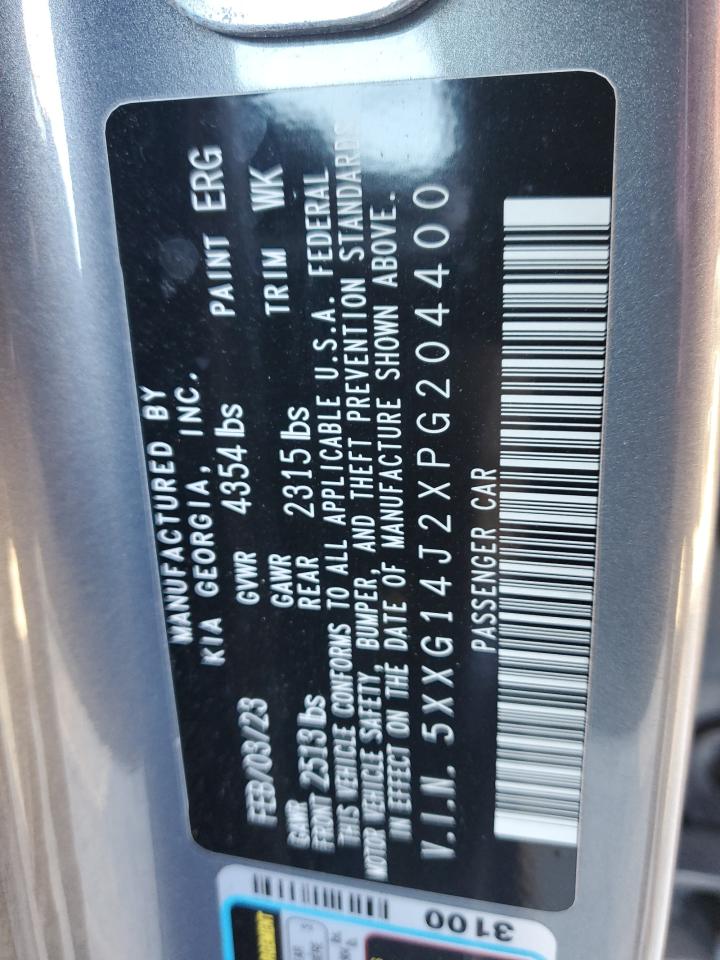 MANUFACTURED BY
KIA GEORGIA, INC.
FEB/03/23 GVWR 4354 lbs PAINT ERG
GAWR GAWR
FRONT 2513 lbs REAR 2315 lbs TRIM WK
THIS VEHICLE CONFORMS TO ALL APPLICABLE U.S.A. FEDERAL
MOTOR VEHICLE SAFETY, BUMPER, AND THEFT PREVENTION STANDARDS
IN EFFECT ON THE DATE OF MANUFACTURE SHOWN ABOVE.
V.I.N. 5XXG14J2XPG204400
PASSENGER CAR
3100